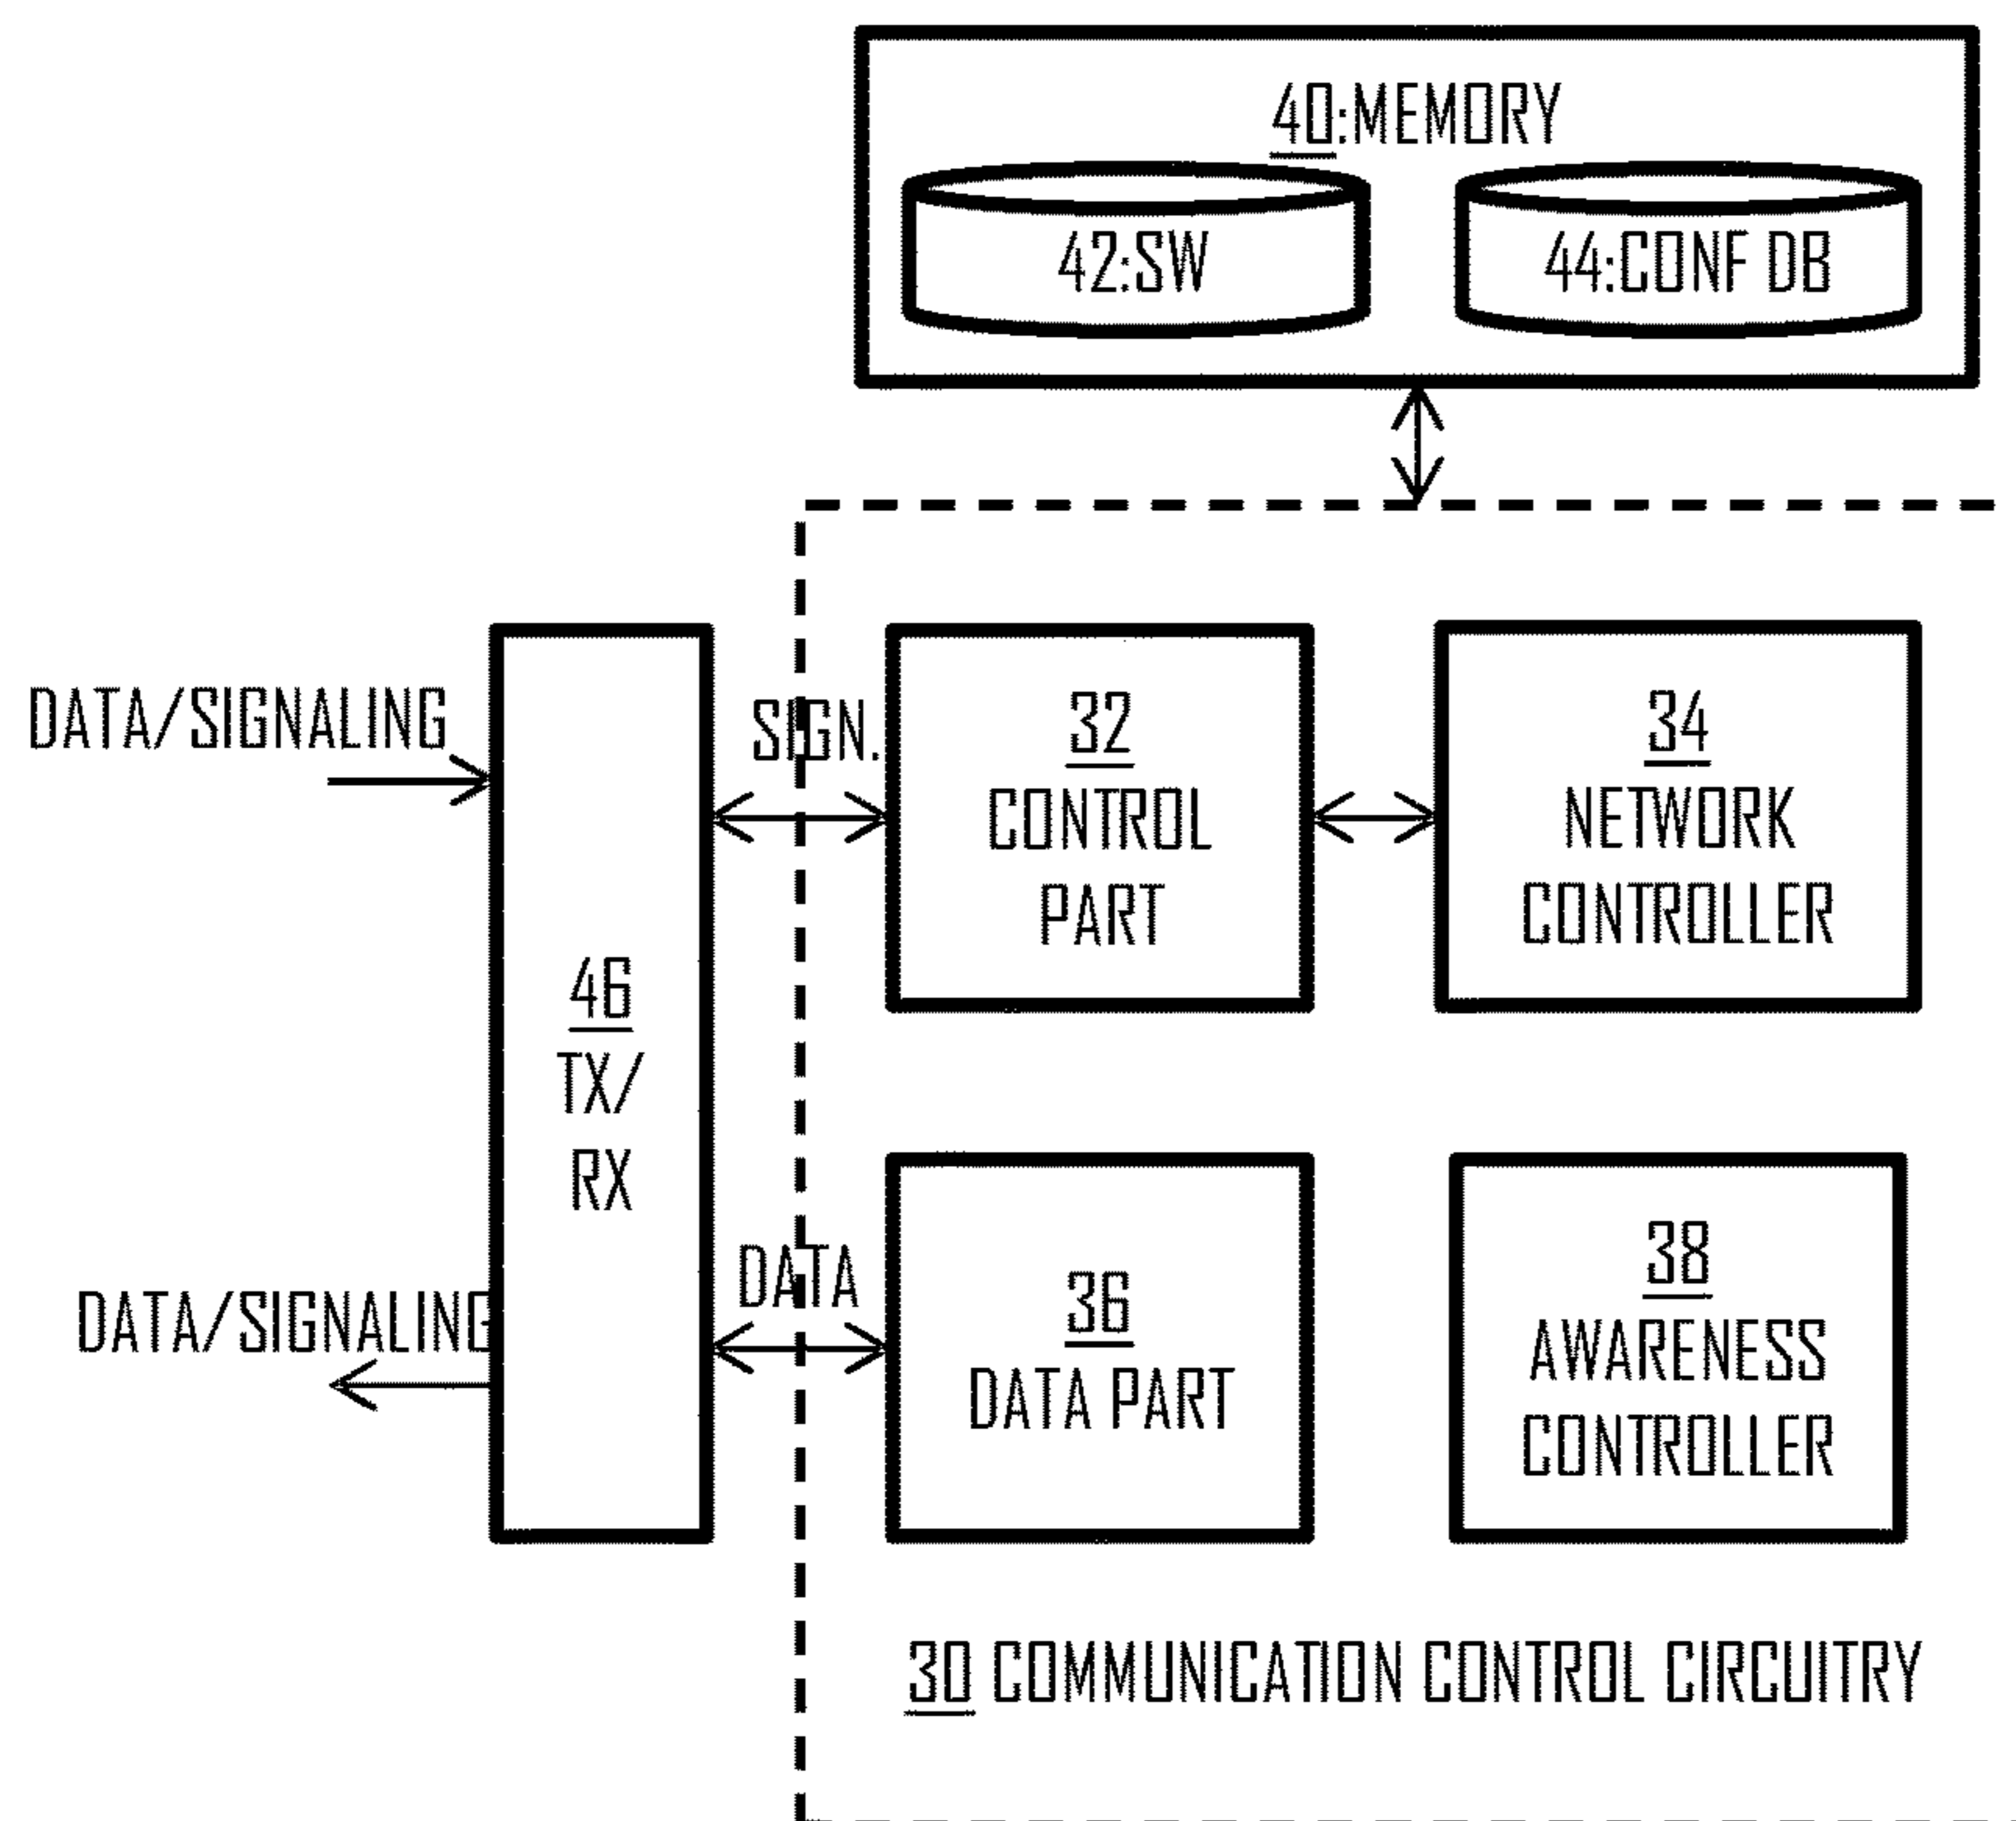 40:MEMORY
42:SW
44:CONF DB
DATA/SIGNALING
SIGN.
32
CONTROL
PART
34
NETWORK
CONTROLLER
46
TX/
RX
DATA/SIGNALING
DATA
36
DATA PART
38
AWARENESS
CONTROLLER
30 COMMUNICATION CONTROL CIRCUITRY